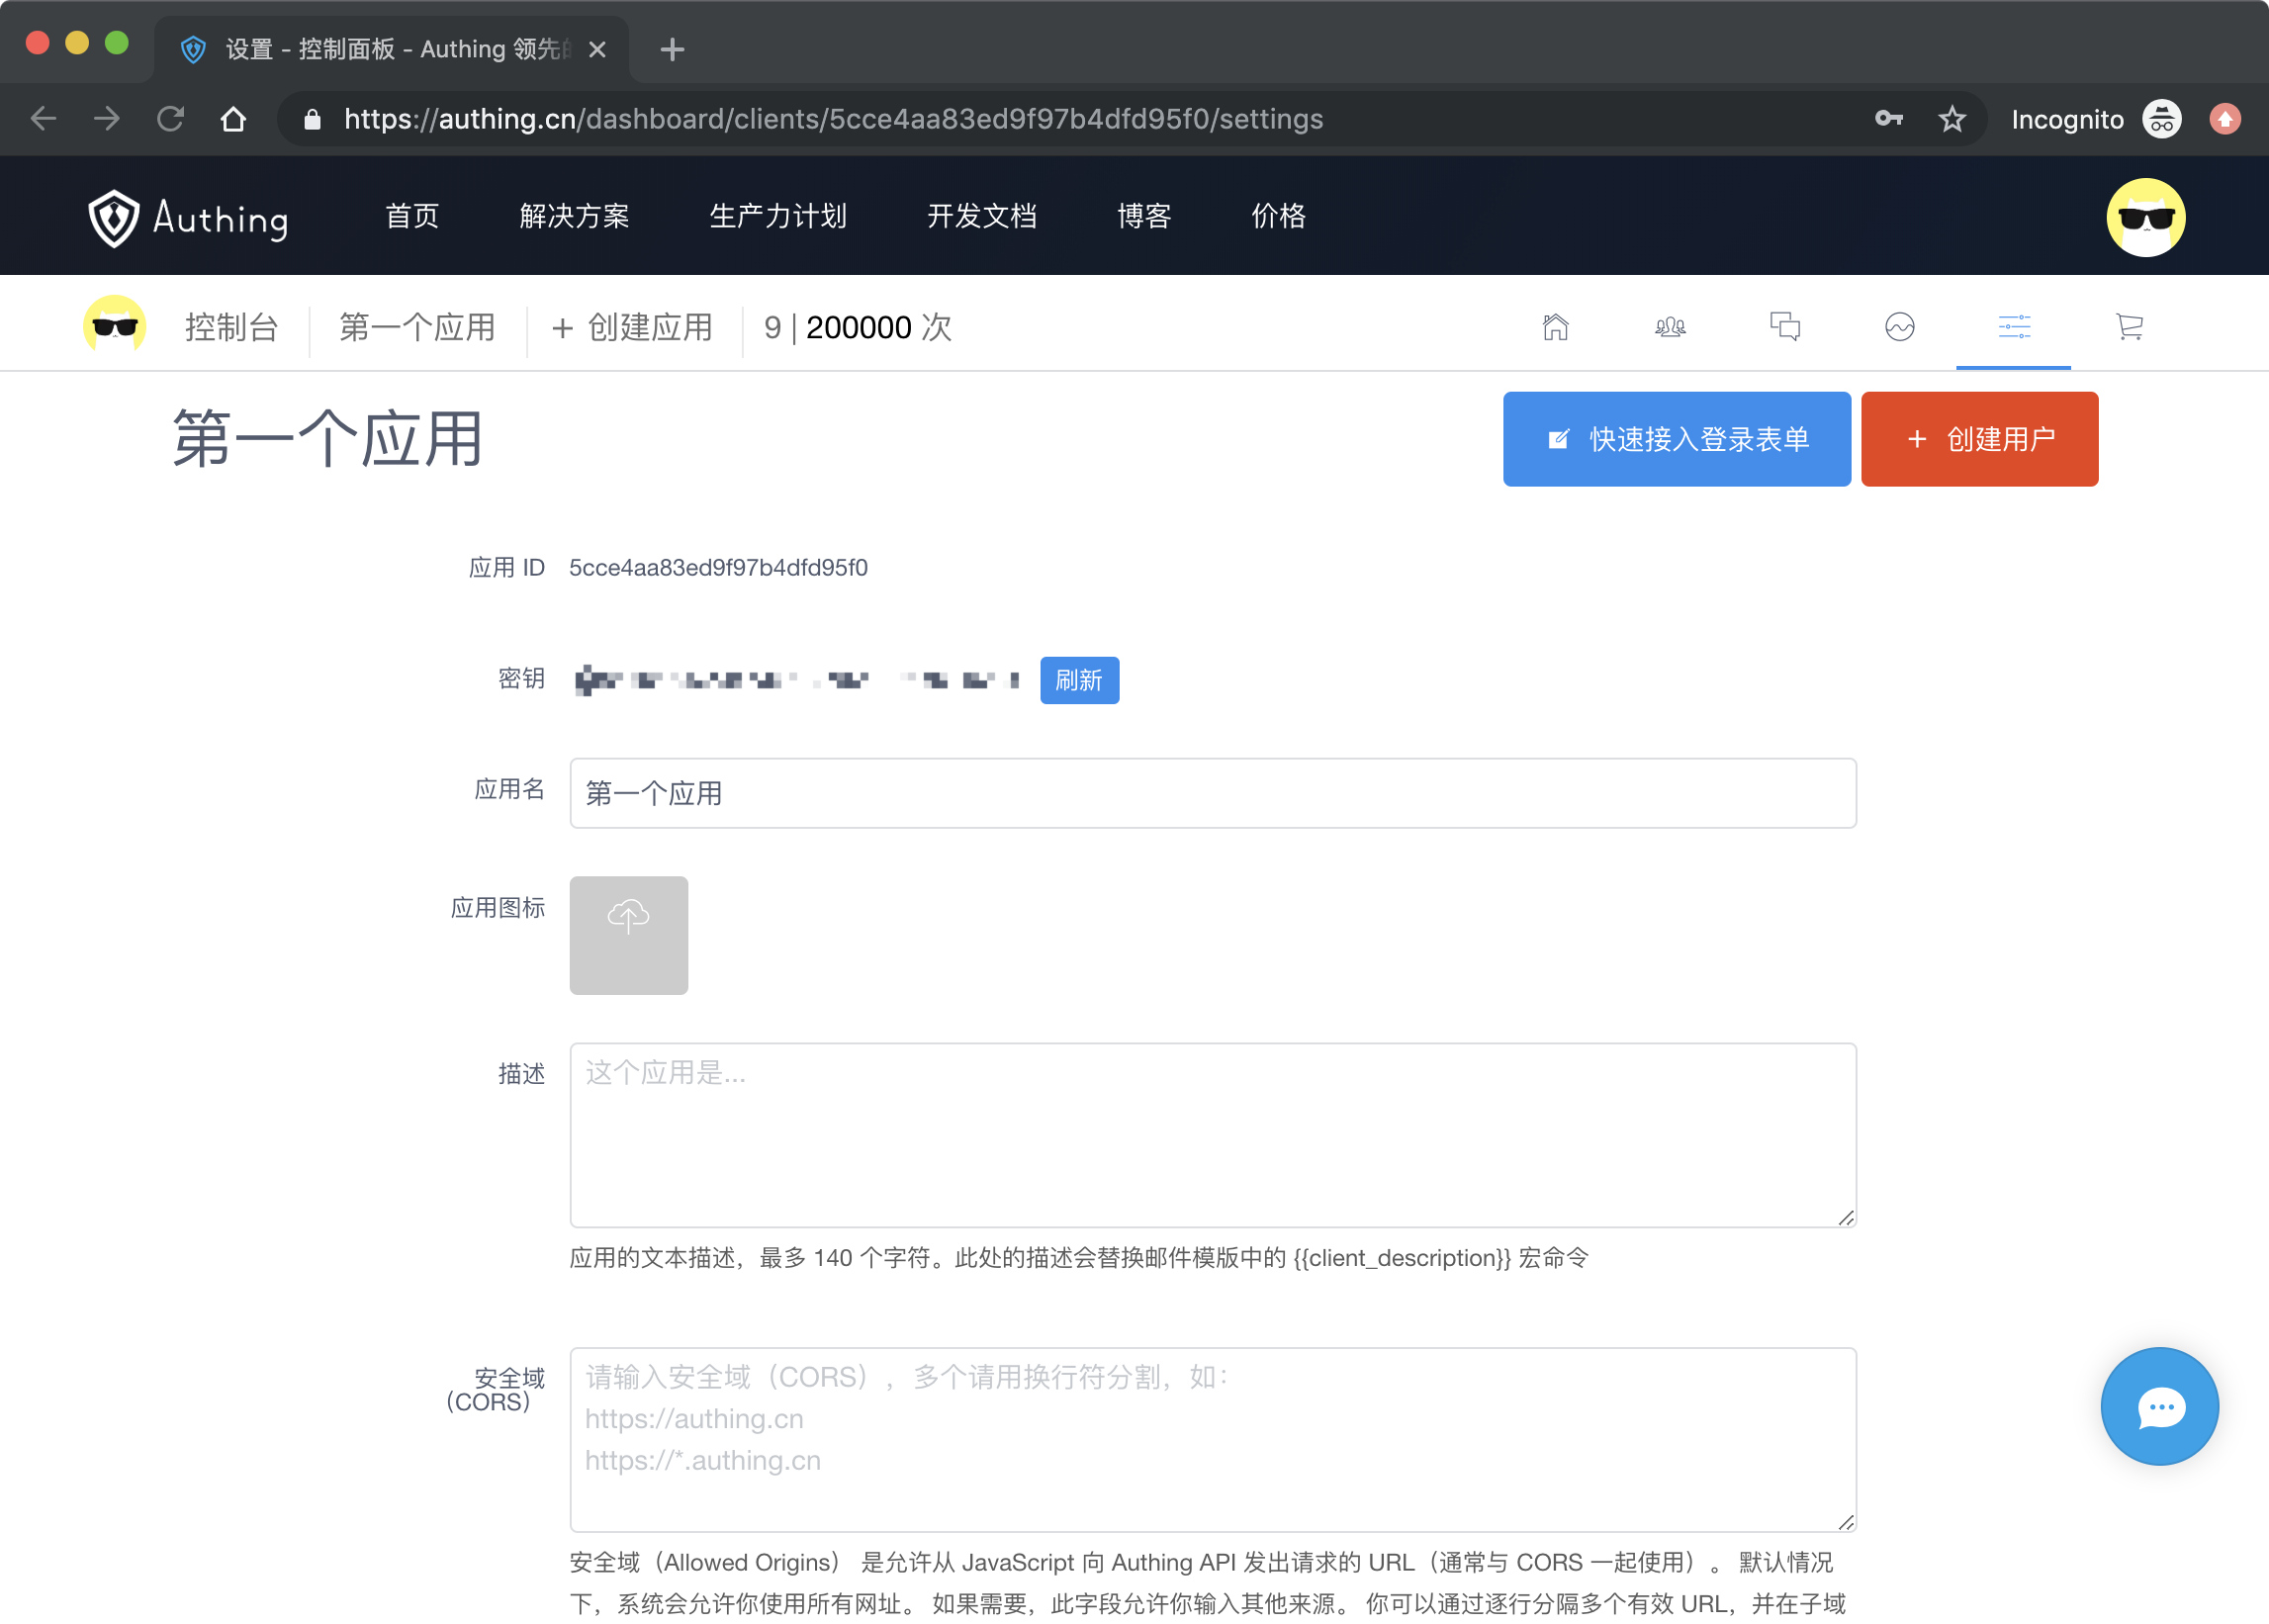 设置 - 控制面板 - Authing 领先
https://authing.cn/dashboard/clients/5cce4aa83ed9f97b4dfd95f0/settings
Incognito
Authing 首页 解决方案 生产力计划 开发文档 博客 价格
控制台 第一个应用 + 创建应用 9 | 200000 次
第一个应用
快速接入登录表单
+ 创建用户
应用 ID 5cce4aa83ed9f97b4dfd95f0
密钥 刷新
应用名 第一个应用
应用图标
描述 这个应用是...
应用的文本描述，最多 140 个字符。此处的描述会替换邮件模版中的 {{client_description}} 宏命令
安全域
（CORS）
请输入安全域（CORS），多个请用换行符分割，如：
https://authing.cn
https://*.authing.cn
安全域（Allowed Origins） 是允许从 JavaScript 向 Authing API 发出请求的 URL（通常与 CORS 一起使用）。 默认情况
下，系统会允许你使用所有网址。 如果需要，此字段允许你输入其他来源。 你可以通过逐行分隔多个有效 URL，并在子域